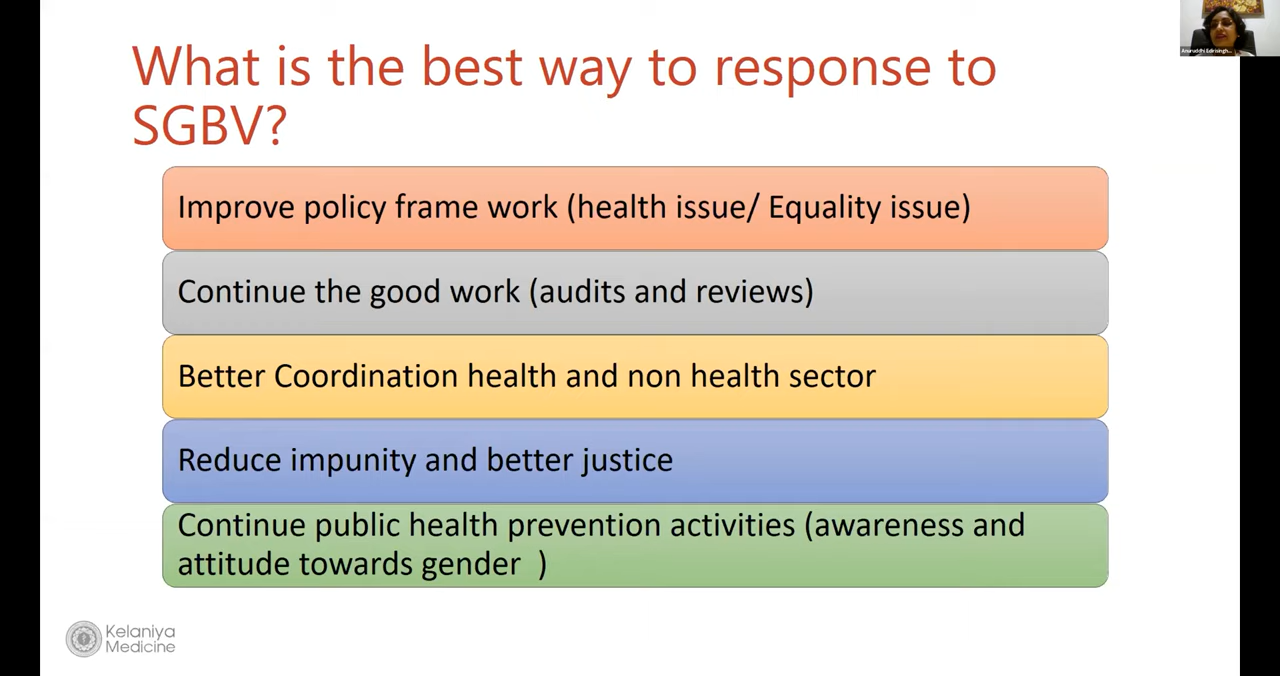 What is the best way to response to
SGBV?
Improve policy frame work (health issue/ Equality issue)
Continue the good work (audits and reviews)
Better Coordination health and non health sector
Reduce impunity and better justice
Continue public health prevention activities (awareness and
attitude towards gender  )
Kelaniya
Medicine
Anuruddhi Edirisingh...